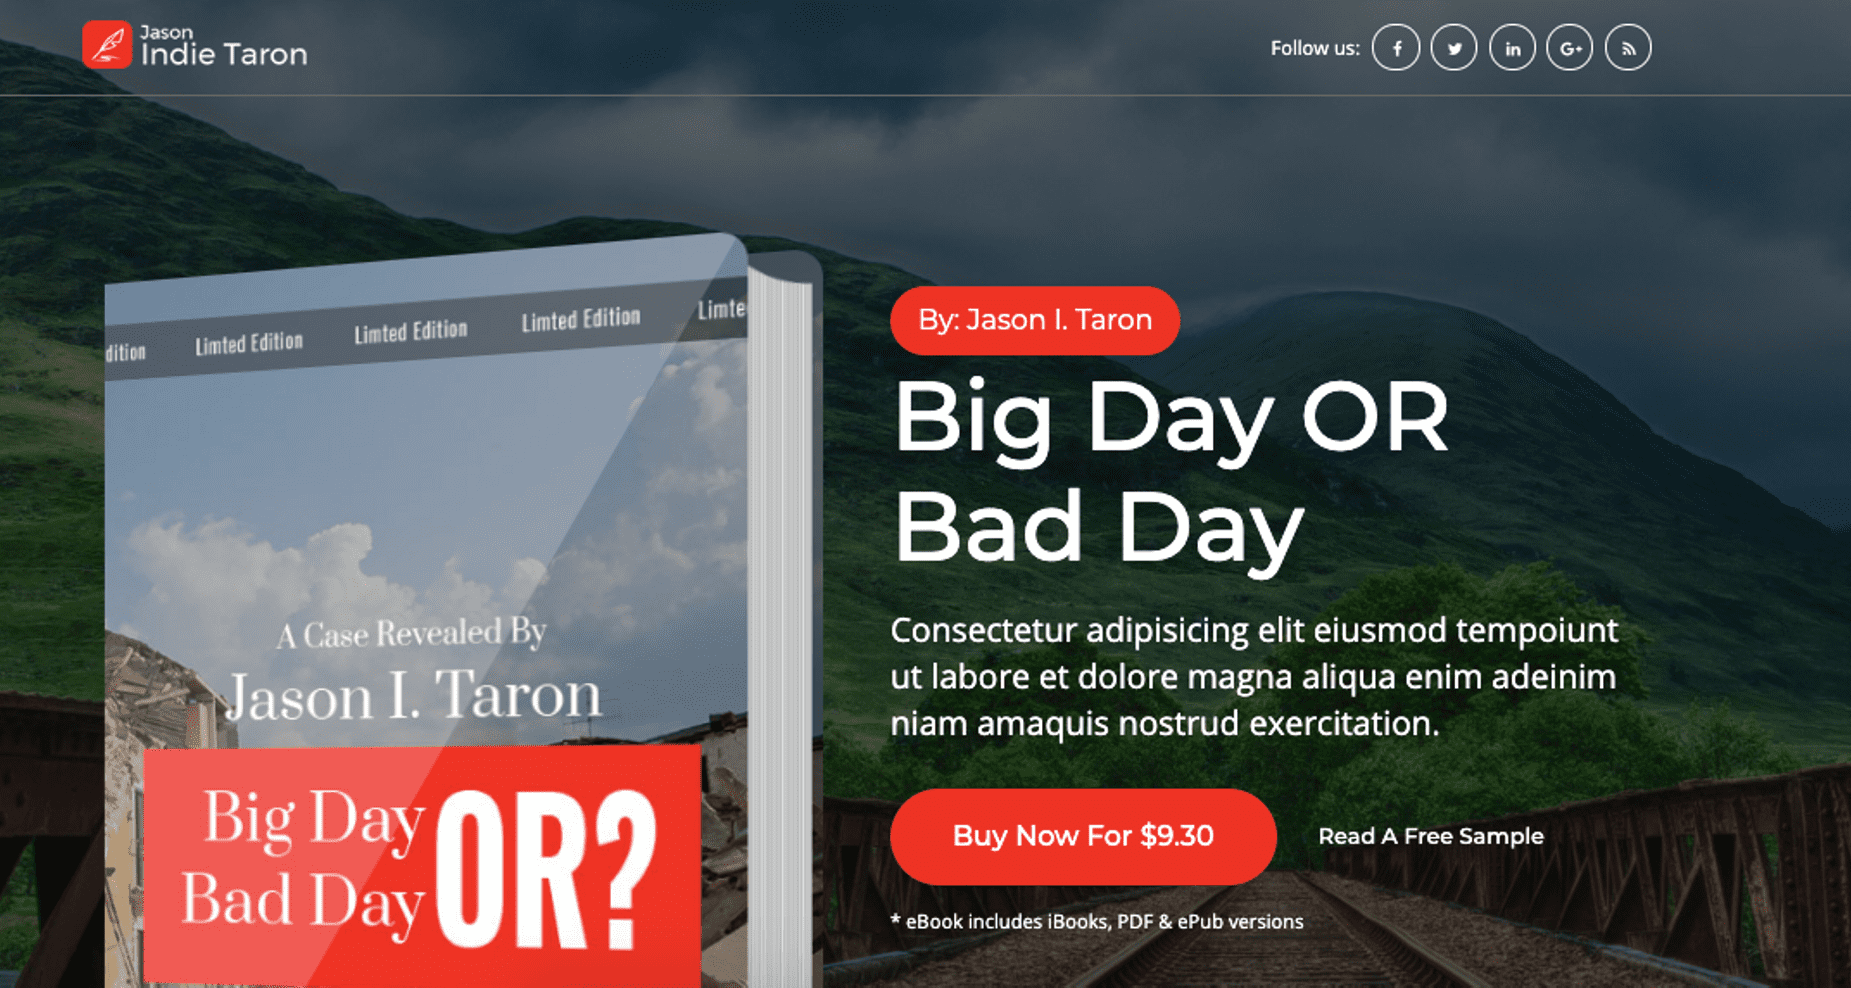 Jason
Indie Taron
Follow us:
dition Limted Edition Limted Edition Limted Edition Limte
A Case Revealed By
Jason I. Taron
Big Day
Bad Day
OR?
By: Jason I. Taron
Big Day OR
Bad Day
Consectetur adipisicing elit eiusmod tempoiunt
ut labore et dolore magna aliqua enim adeinim
niam amaquis nostrud exercitation.
Buy Now For $9.30
Read A Free Sample
* eBook includes iBooks, PDF & ePub versions